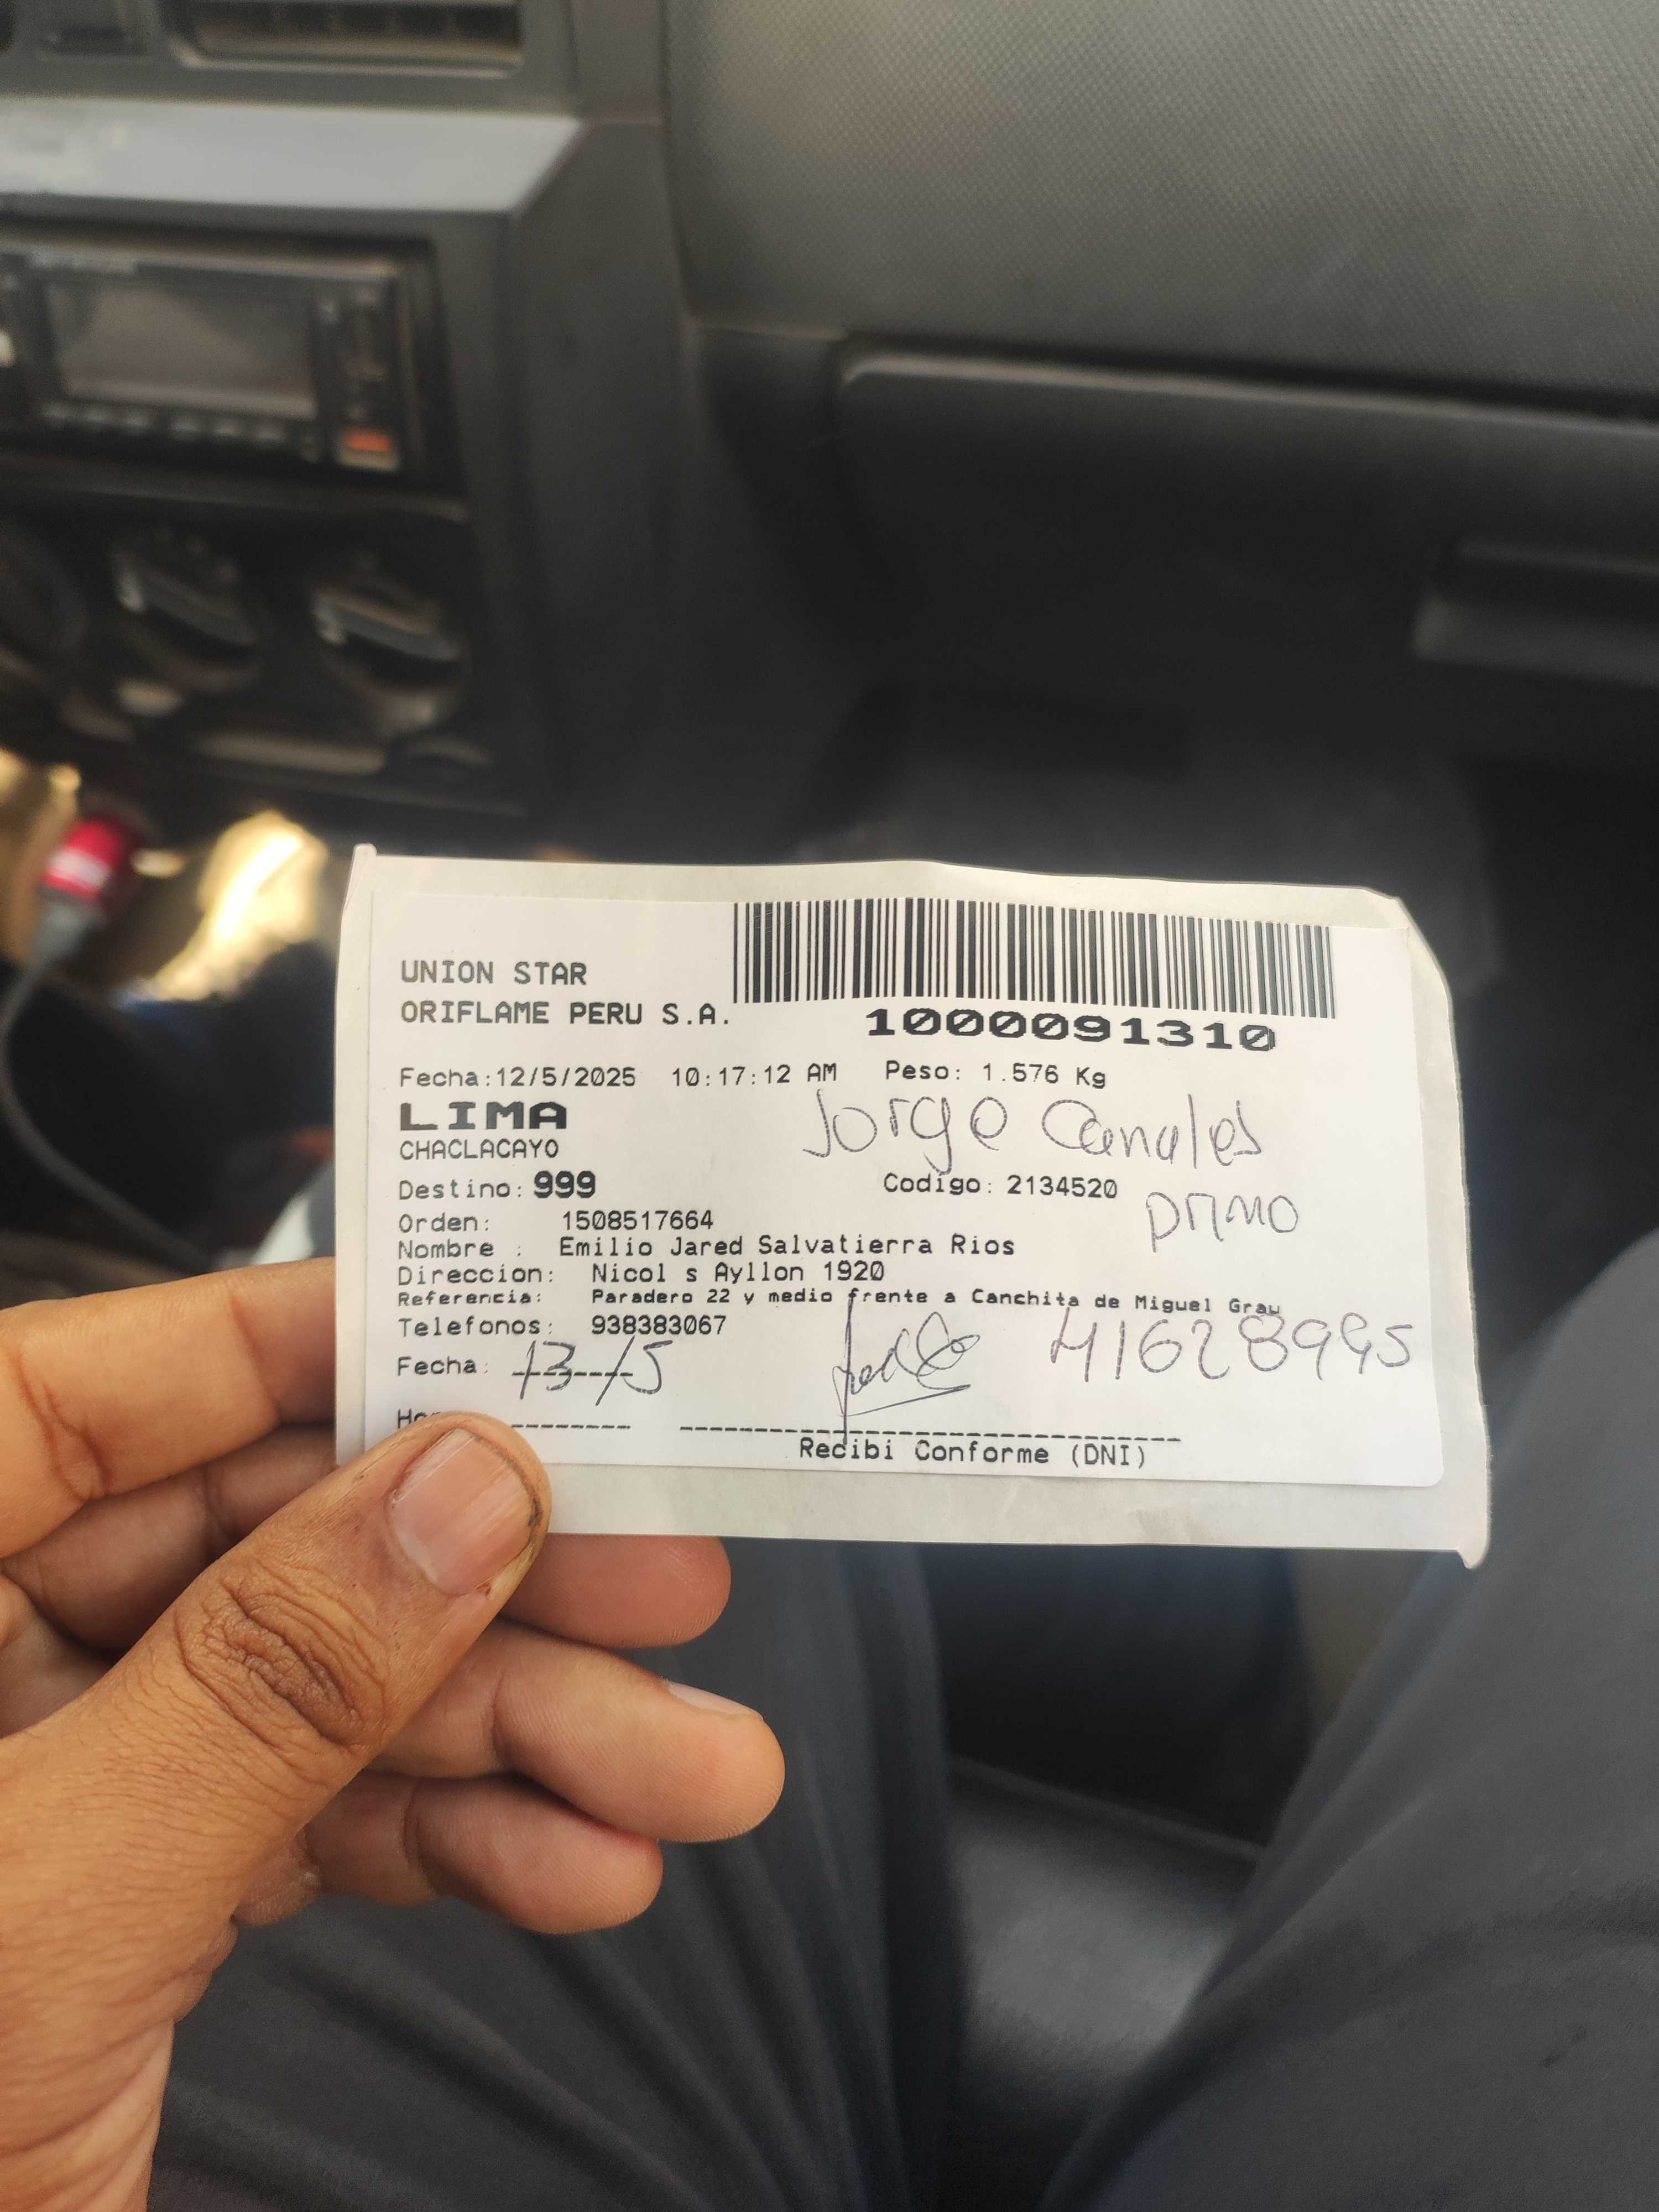 UNION STAR
ORIFLAME PERU S.A.
1000091310
Fecha:12/5/2025 10:17:12 AM Peso: 1.576 Kg
LIMA
Jorge Canales
CHACLACAYO
Destino: 999 Codigo: 2134520
primo
Orden: 1508517664
Nombre : Emilio Jared Salvatierra Rios
Direccion: Nicol s Ayllon 1920
Referencia: Paradero 22 y medio frente a Canchita de Miguel Grau
Telefonos: 938383067
Fecha: 13/5
Recibi Conforme (DNI)